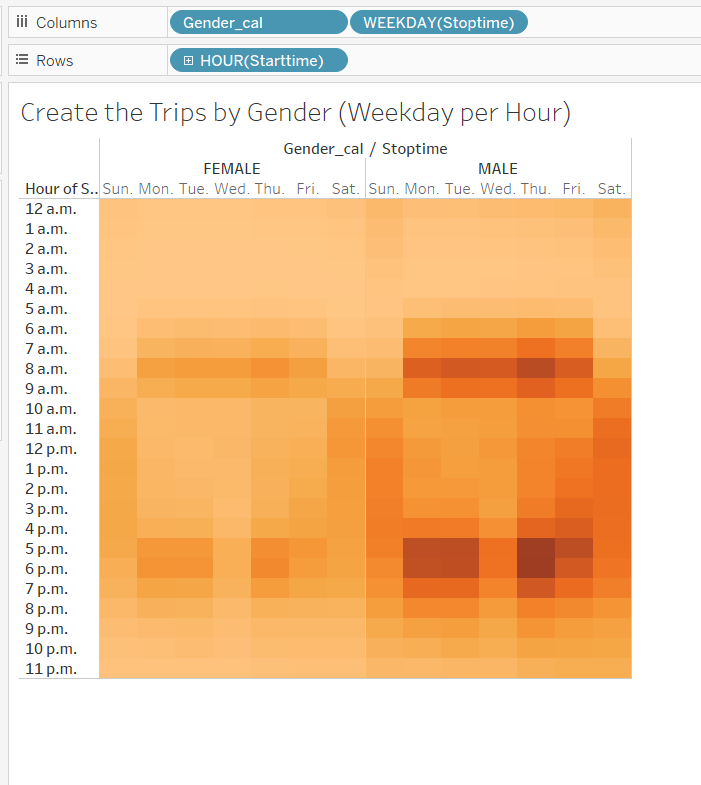 Columns Gender_cal WEEKDAY(Stoptime)
Rows HOUR(Starttime)
Create the Trips by Gender (Weekday per Hour)
Gender_cal / Stoptime
FEMALE MALE
Hour of S.. Sun. Mon. Tue. Wed. Thu. Fri. Sat. Sun. Mon. Tue. Wed. Thu. Fri. Sat.
12 a.m.
1 a.m.
2 a.m.
3 a.m.
4 a.m.
5 a.m.
6 a.m.
7 a.m.
8 a.m.
9 a.m.
10 a.m.
11 a.m.
12 p.m.
1 p.m.
2 p.m.
3 p.m.
4 p.m.
5 p.m.
6 p.m.
7 p.m.
8 p.m.
9 p.m.
10 p.m.
11 p.m.